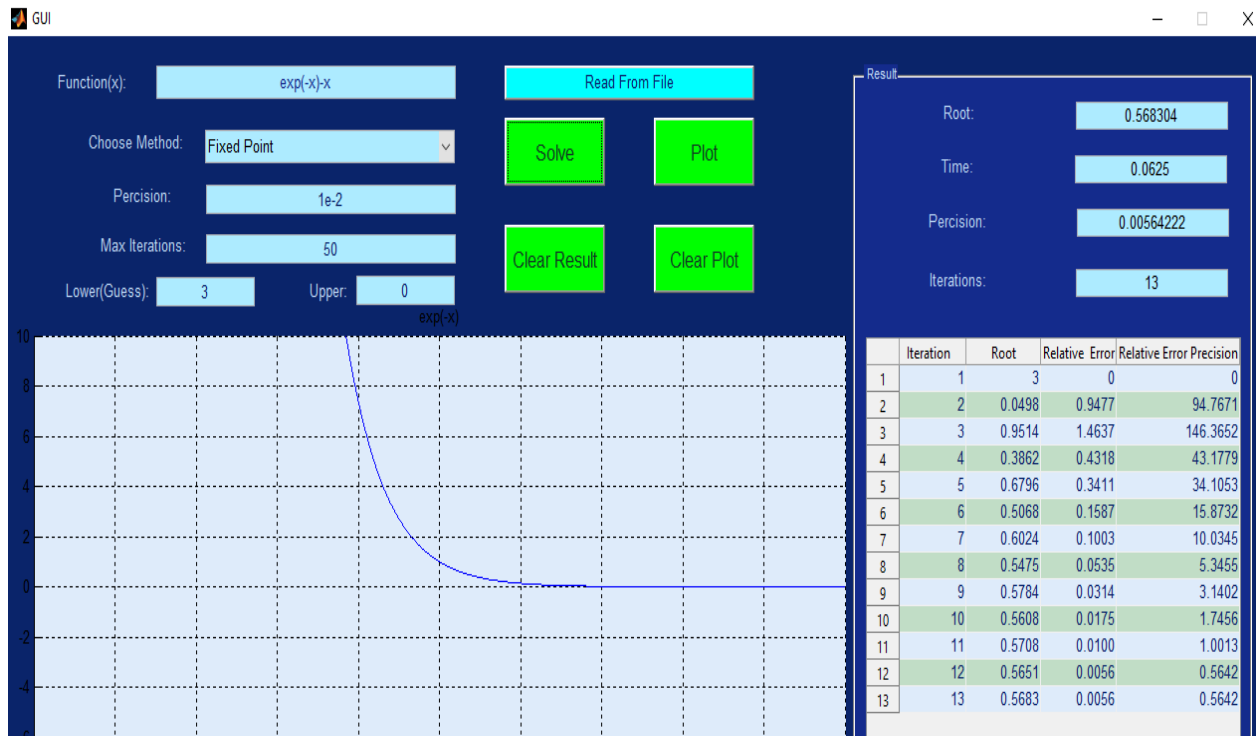 GUI
Function(x): exp(-x)-x
Read From File
Choose Method: Fixed Point
Solve Plot
Percision: 1e-2
Max Iterations: 50
Clear Result Clear Plot
Lower(Guess): 3 Upper: 0
exp(-x)
10
8
6
4
2
0
-2
-4
-6
Result
Root: 0.568304
Time: 0.0625
Percision: 0.00564222
Iterations: 13
Iteration Root Relative Error Relative Error Precision
1 1 3 0 0
2 2 0.0498 0.9477 94.7671
3 3 0.9514 1.4637 146.3652
4 4 0.3862 0.4318 43.1779
5 5 0.6796 0.3411 34.1053
6 6 0.5068 0.1587 15.8732
7 7 0.6024 0.1003 10.0345
8 8 0.5475 0.0535 5.3455
9 9 0.5784 0.0314 3.1402
10 10 0.5608 0.0175 1.7456
11 11 0.5708 0.0100 1.0013
12 12 0.5651 0.0056 0.5642
13 13 0.5683 0.0056 0.5642